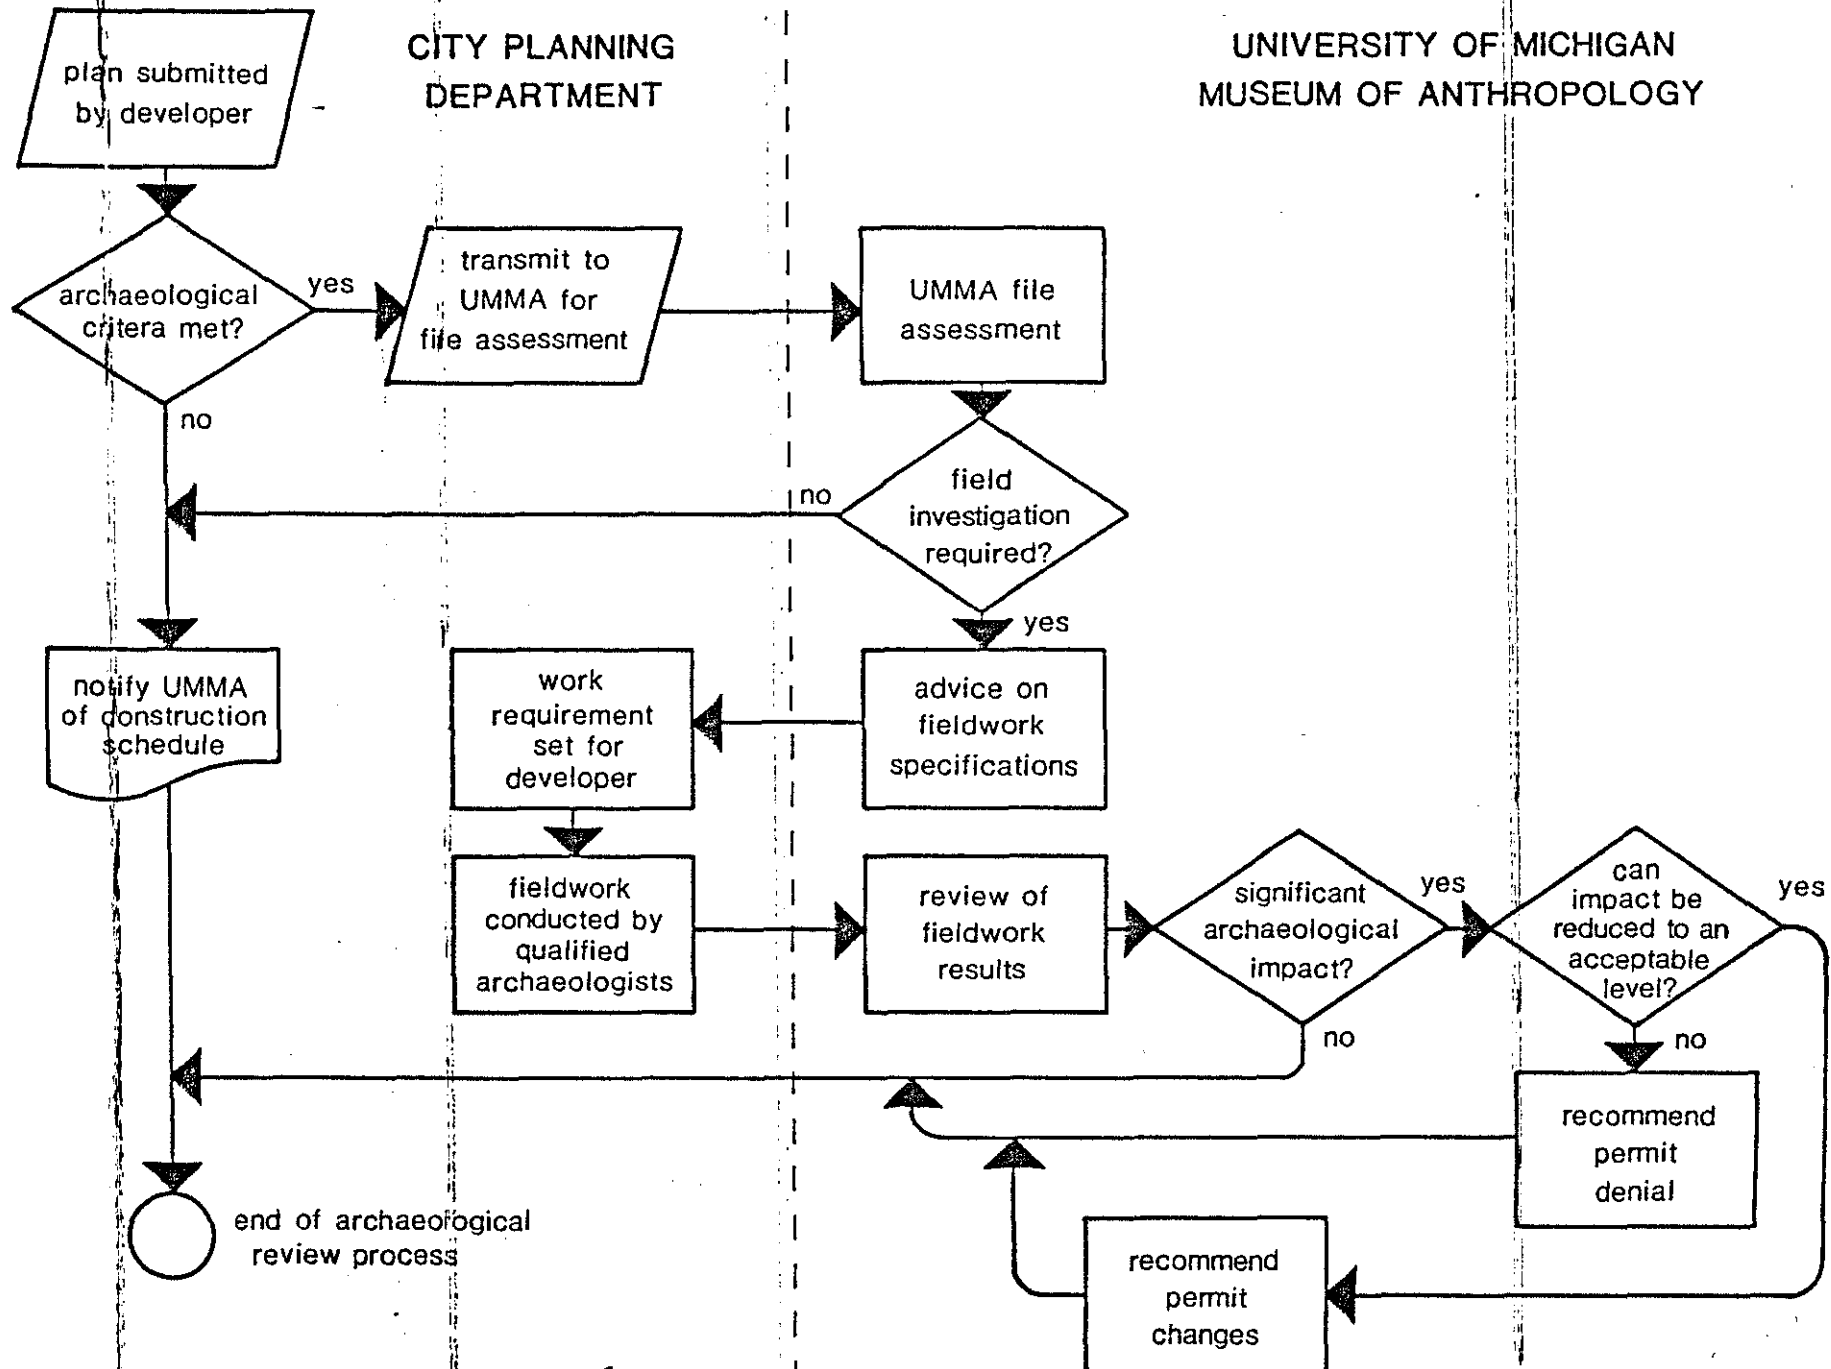 CITY PLANNING
DEPARTMENT
UNIVERSITY OF MICHIGAN
MUSEUM OF ANTHROPOLOGY
plan submitted
by developer
archaeological
critera met?
yes
no
transmit to
UMMA for
file assessment
UMMA file
assessment
field
investigation
required?
no
yes
notify UMMA
of construction
schedule
work
requirement
set for
developer
advice on
fieldwork
specifications
fieldwork
conducted by
qualified
archaeologists
review of
fieldwork
results
significant
archaeological
impact?
yes
no
can
impact be
reduced to an
acceptable
level?
yes
no
recommend
permit
denial
recommend
permit
changes
end of archaeological
review process